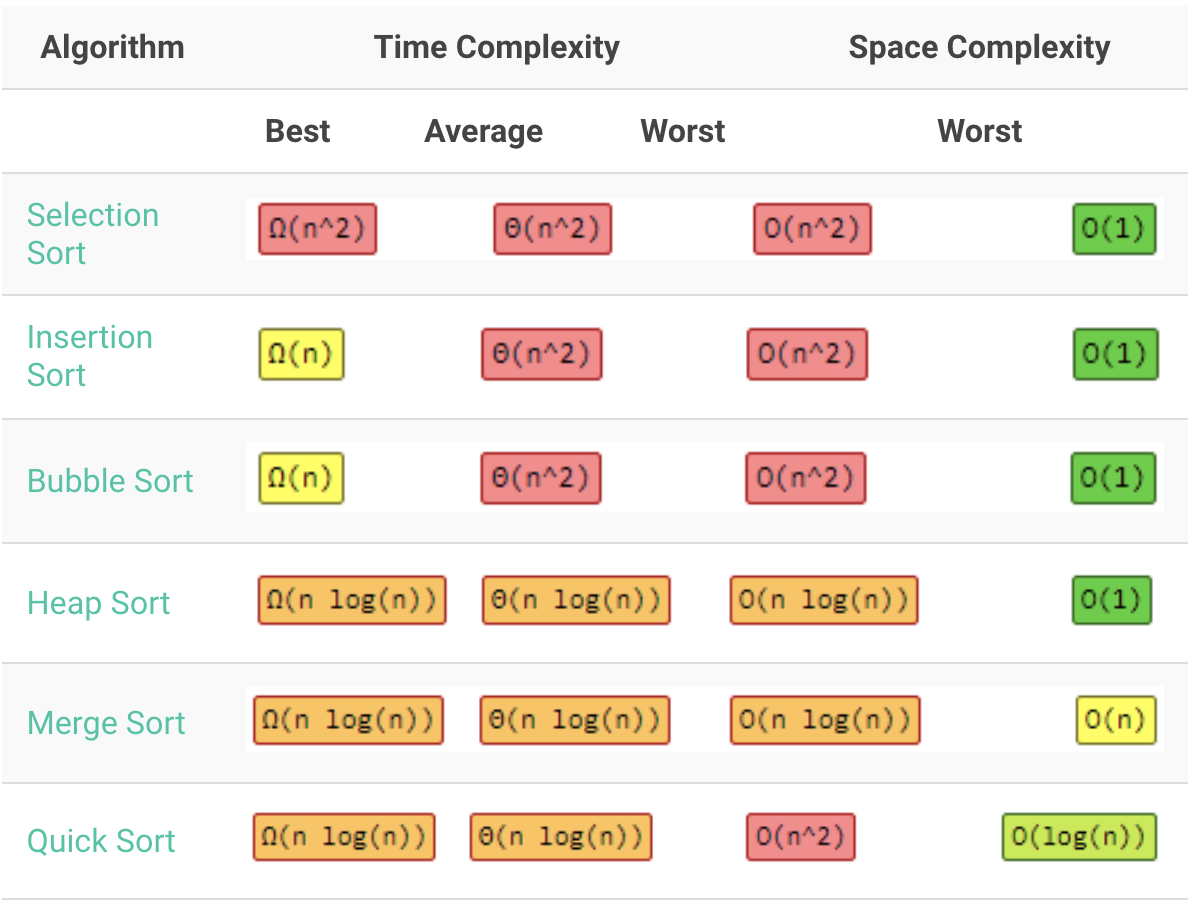 Algorithm Time Complexity Space Complexity
Best Average Worst Worst
Selection
Sort
Ω(n^2) θ(n^2) O(n^2) O(1)
Insertion
Sort
Ω(n) θ(n^2) O(n^2) O(1)
Bubble Sort Ω(n) θ(n^2) O(n^2) O(1)
Heap Sort Ω(n log(n)) θ(n log(n)) O(n log(n)) O(1)
Merge Sort Ω(n log(n)) θ(n log(n)) O(n log(n)) O(n)
Quick Sort Ω(n log(n)) θ(n log(n)) O(n^2) O(log(n))